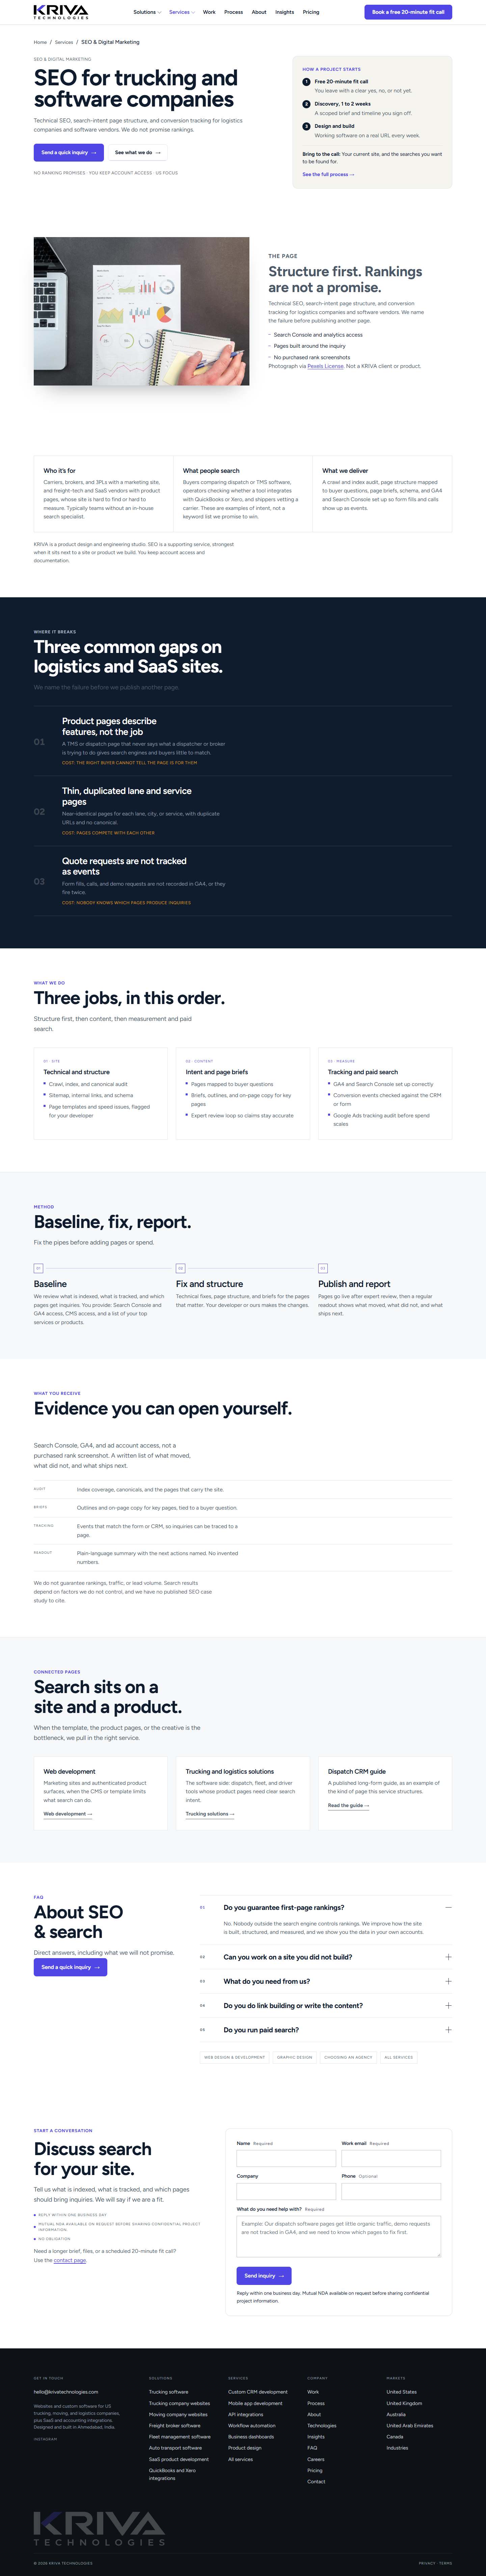 KRIVA
TECHNOLOGIES
Solutions Services Work Process About Insights Pricing
Book a free 20-minute fit call
Home / Services / SEO & Digital Marketing
SEO & DIGITAL MARKETING
SEO for trucking and
software companies
Technical SEO, search-intent page structure, and conversion tracking for logistics
companies and software vendors. We do not promise rankings.
Send a quick inquiry →
See what we do →
NO RANKING PROMISES · YOU KEEP ACCOUNT ACCESS · US FOCUS
HOW A PROJECT STARTS
1 Free 20-minute fit call
You leave with a clear yes, no, or not yet.
2 Discovery, 1 to 2 weeks
A scoped brief and timeline you sign off.
3 Design and build
Working software on a real URL every week.
Bring to the call: Your current site, and the searches you want
to be found for.
See the full process →
THE PAGE
Structure first. Rankings
are not a promise.
Technical SEO, search-intent page structure, and conversion
tracking for logistics companies and software vendors. We name
the failure before publishing another page.
Search Console and analytics access
Pages built around the inquiry
No purchased rank screenshots
Photograph via Pexels License. Not a KRIVA client or product.
Who it's for
Carriers, brokers, and 3PLs with a marketing site,
and freight-tech and SaaS vendors with product
pages, whose site is hard to find or hard to
measure. Typically teams without an in-house
search specialist.
What people search
Buyers comparing dispatch or TMS software,
operators checking whether a tool integrates
with QuickBooks or Xero, and shippers vetting a
carrier. These are examples of intent, not a
keyword list we promise to win.
What we deliver
A crawl and index audit, page structure mapped
to buyer questions, page briefs, schema, and GA4
and Search Console set up so form fills and calls
show up as events.
KRIVA is a product design and engineering studio. SEO is a supporting service, strongest
when it sits next to a site or product we build. You keep account access and
documentation.
WHERE IT BREAKS
Three common gaps on
logistics and SaaS sites.
We name the failure before we publish another page.
01
Product pages describe
features, not the job
A TMS or dispatch page that never says what a dispatcher or broker
is trying to do gives search engines and buyers little to match.
COST: THE RIGHT BUYER CANNOT TELL THE PAGE IS FOR THEM
02
Thin, duplicated lane and service
pages
Near-identical pages for each lane, city, or service, with duplicate
URLs and no canonical.
COST: PAGES COMPETE WITH EACH OTHER
03
Quote requests are not tracked
as events
Form fills, calls, and demo requests are not recorded in GA4, or they
fire twice.
COST: NOBODY KNOWS WHICH PAGES PRODUCE INQUIRIES
WHAT WE DO
Three jobs, in this order.
Structure first, then content, then measurement and paid
search.
01 · SITE
Technical structure
Crawl, index, and canonical audit
Sitemap, internal links, and schema
Page templates and speed issues, flagged
for your developer
02 · CONTENT
Intent and page briefs
Pages mapped to buyer questions
Briefs, outlines, and on-page copy for key
pages
Expert review loop so claims stay accurate
03 · MEASURE
Tracking and paid search
GA4 and Search Console set up correctly
Conversion events checked against the CRM
or form
Google Ads tracking audit before spend
scales
METHOD
Baseline, fix, report.
Fix the pipes before adding pages or spend.
01
Baseline
We review what is indexed, what is tracked, and which
pages get inquiries. You provide: Search Console and
GA4 access, CMS access, and a list of your top
services or products.
02
Fix and structure
Technical fixes, page structure, and briefs for the pages
that matter. Your developer or ours makes the changes.
03
Publish and report
Pages go live after expert review, then a regular
readout shows what moved, what did not, and what
ships next.
WHAT YOU RECEIVE
Evidence you can open yourself.
Search Console, GA4, and ad account access, not a
purchased rank screenshot. A written list of what moved,
what did not, and what ships next.
AUDIT Index coverage, canonicals, and the pages that carry the site.
BRIEFS Outlines and on-page copy for key pages, tied to a buyer question.
TRACKING Events that match the form or CRM, so inquiries can be traced to a
page.
READOUT Plain-language summary with the next actions named. No invented
numbers.
We do not guarantee rankings, traffic, or lead volume. Search results
depend on factors we do not control, and we have no published SEO case
study to cite.
CONNECTED PAGES
Search sits on a
site and a product.
When the template, the product pages, or the creative is the
bottleneck, we pull in the right service.
Web development
Marketing sites and authenticated product
surfaces, when the CMS or template limits
what search can do.
Web development →
Trucking and logistics solutions
The software side: dispatch, fleet, and driver
tools whose product pages need clear search
intent.
Trucking solutions →
Dispatch CRM guide
A published long-form guide, as an example of
the kind of page this service structures.
Read the guide →
FAQ
About SEO
& search
Direct answers, including what we will not promise.
Send a quick inquiry →
01 Do you guarantee first-page rankings?
No. Nobody outside the search engine controls rankings. We improve how the site
is built, structured, and measured, and we show you the data in your own accounts.
02 Can you work on a site you did not build?
03 What do you need from us?
04 Do you do link building or write the content?
05 Do you run paid search?
WEB DESIGN & DEVELOPMENT GRAPHIC DESIGN CHOOSING AN AGENCY ALL SERVICES
START A CONVERSATION
Discuss search
for your site.
Tell us what is indexed, what is tracked, and which pages
should bring inquiries. We will say if we are a fit.
REPLY WITHIN ONE BUSINESS DAY
MUTUAL NDA AVAILABLE ON REQUEST BEFORE SHARING CONFIDENTIAL PROJECT
INFORMATION
NO OBLIGATION
Need a longer brief, files, or a scheduled 20-minute fit call?
Use the contact page.
Name Required
Work email Required
Company
Phone Optional
What do you need help with? Required
Example: Our dispatch software pages get little organic traffic, demo requests
are not tracked in GA4, and we need to know which pages to fix first.
Send inquiry →
Reply within one business day. Mutual NDA available on request before sharing confidential
project information.
GET IN TOUCH
hello@krivatechnologies.com
Websites and custom software for US
trucking, moving, and logistics companies,
plus SaaS and accounting integrations.
Designed and built in Ahmedabad, India.
INSTAGRAM
SOLUTIONS
Trucking software
Trucking company websites
Moving company websites
Freight broker software
Fleet management software
Auto transport software
SaaS product development
QuickBooks and Xero
integrations
SERVICES
Custom CRM development
Mobile app development
API integrations
Workflow automation
Business dashboards
Product design
All services
COMPANY
Work
Process
About
Technologies
Insights
FAQ
Careers
Pricing
Contact
MARKETS
United States
United Kingdom
Australia
United Arab Emirates
Canada
Industries
KRIVA
TECHNOLOGIES
© 2026 KRIVA TECHNOLOGIES
PRIVACY · TERMS